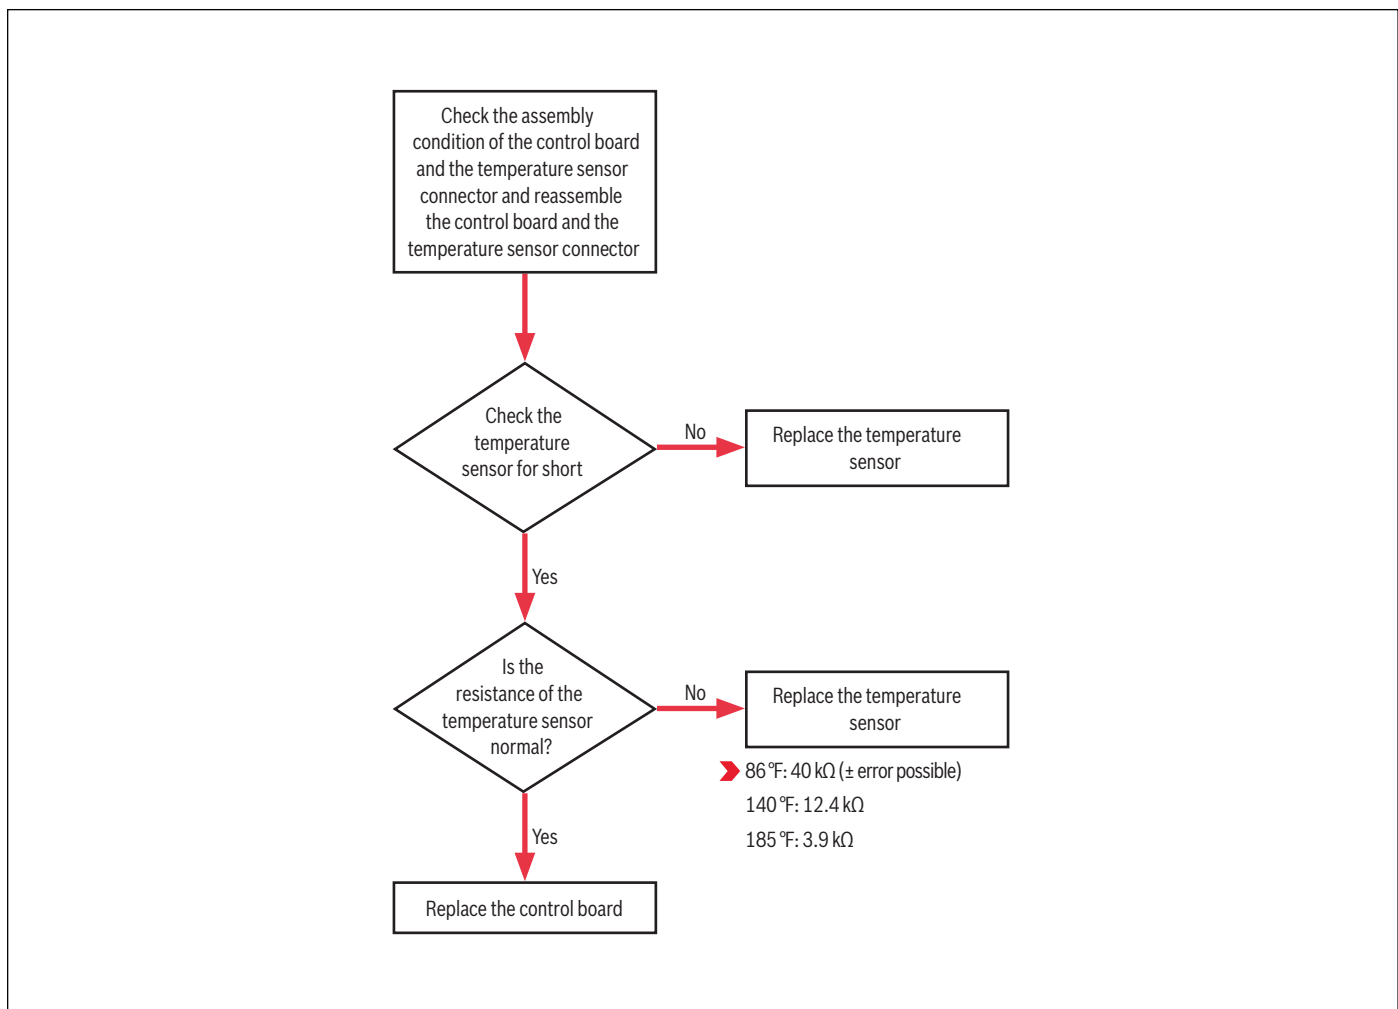 Check the assembly
condition of the control board
and the temperature sensor
connector and reassemble
the control board and the
temperature sensor connector
Check the
temperature
sensor for short
No
Replace the temperature
sensor
Yes
Is the
resistance of the
temperature sensor
normal?
No
Replace the temperature
sensor
86 °F: 40 kΩ (± error possible)
140 °F: 12.4 kΩ
185 °F: 3.9 kΩ
Yes
Replace the control board